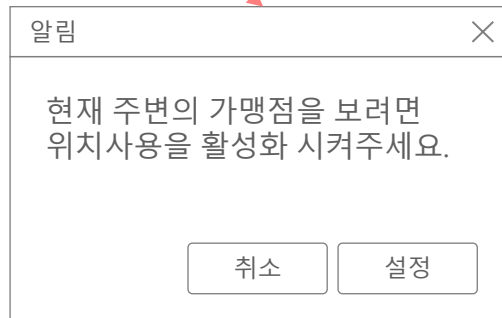 알림
현재 주변의 가맹점을 보려면
위치사용을 활성화 시켜주세요.
취소
설정